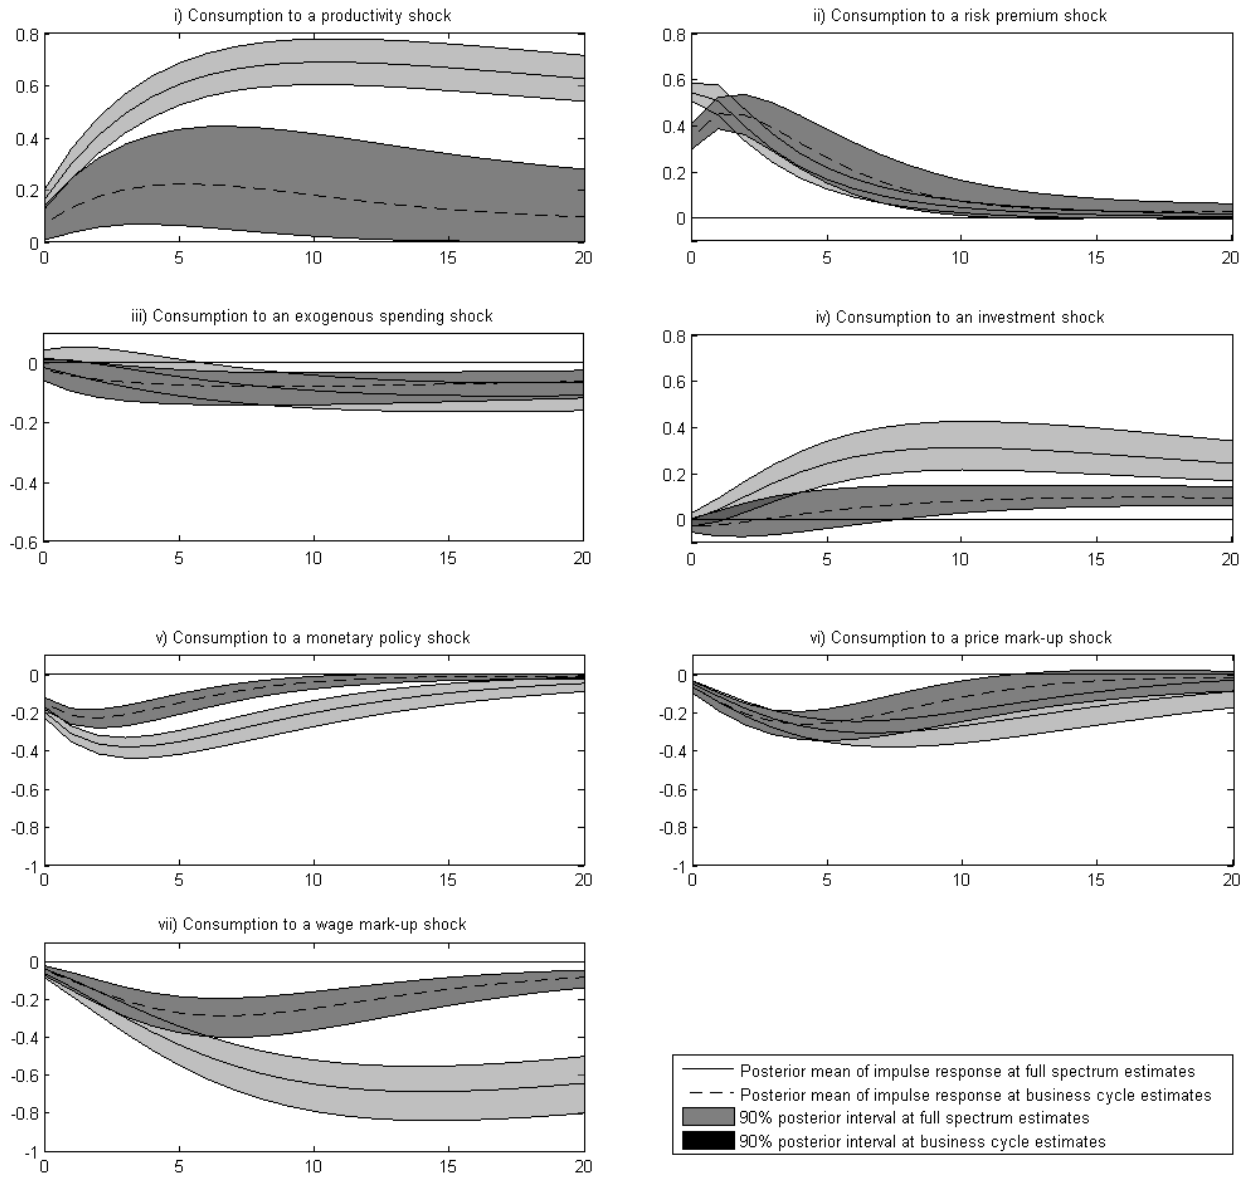 i) Consumption to a productivity shock
0.8
0.6
0.4
0.2
0
0 5 10 15 20
ii) Consumption to a risk premium shock
0.8
0.6
0.4
0.2
0
0 5 10 15 20
iii) Consumption to an exogenous spending shock
0
-0.2
-0.4
-0.6
0 5 10 15 20
iv) Consumption to an investment shock
0.8
0.6
0.4
0.2
0
0 5 10 15 20
v) Consumption to a monetary policy shock
0
-0.2
-0.4
-0.6
-0.8
-1
0 5 10 15 20
vi) Consumption to a price mark-up shock
0
-0.2
-0.4
-0.6
-0.8
-1
0 5 10 15 20
vii) Consumption to a wage mark-up shock
0
-0.2
-0.4
-0.6
-0.8
-1
0 5 10 15 20
Posterior mean of impulse response at full spectrum estimates
Posterior mean of impulse response at business cycle estimates
90% posterior interval at full spectrum estimates
90% posterior interval at business cycle estimates